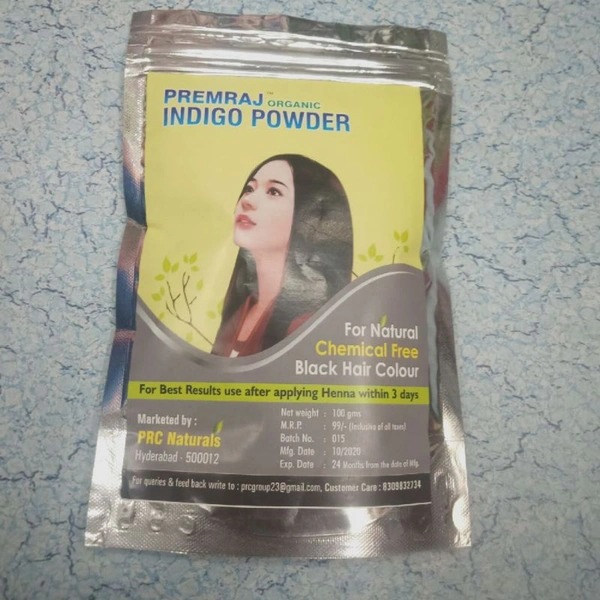 PREMRAJ™ ORGANIC
INDIGO POWDER
For Natural
Chemical Free
Black Hair Colour
For Best Results use after applying Henna within 3 days
Marketed by :
PRC Naturals
Hyderabad - 500012
Net weight : 100 gms
M.R.P. : 99/- (Inclusive of all taxes)
Batch No. : 015
Mfg. Date : 10/2020
Exp. Date : 24 Months from the date of Mfg.
For queries & feed back write to : prcgroup23@gmail.com, Customer Care : 8309832734